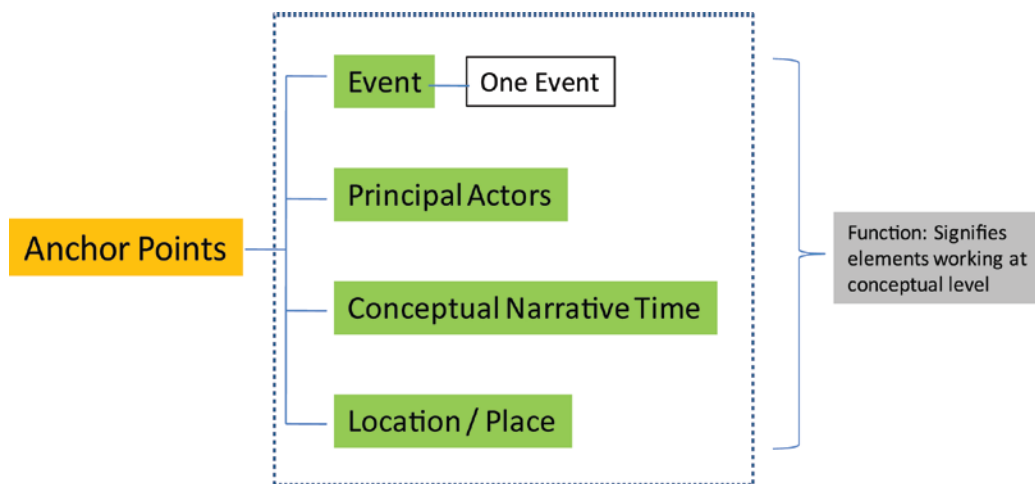 Event
One Event
Principal Actors
Anchor Points
Conceptual Narrative Time
Location / Place
Function: Signifies
elements working at
conceptual level